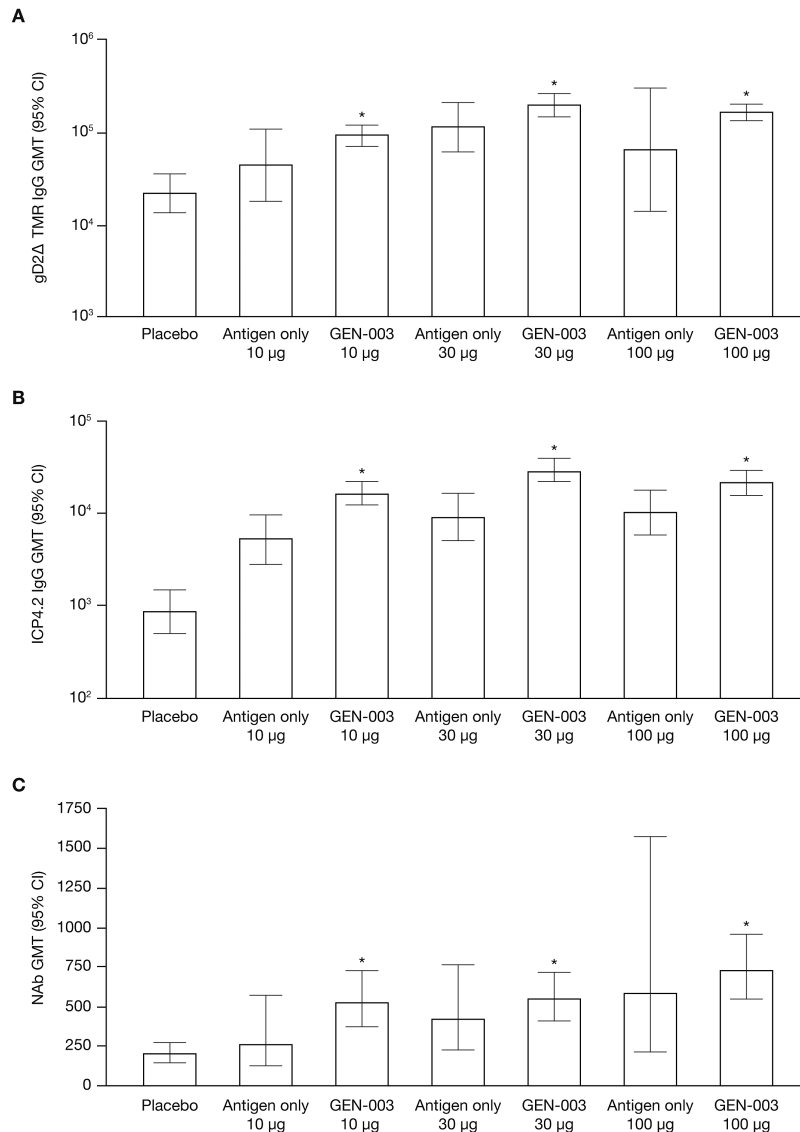 A
gD2Δ TMR IgG GMT (95% CI)
10⁶
10⁵
10⁴
10³
*
*
*
Placebo
Antigen only
10 µg
GEN-003
10 µg
Antigen only
30 µg
GEN-003
30 µg
Antigen only
100 µg
GEN-003
100 µg
B
ICP4.2 IgG GMT (95% CI)
10⁵
10⁴
10³
10²
*
*
*
Placebo
Antigen only
10 µg
GEN-003
10 µg
Antigen only
30 µg
GEN-003
30 µg
Antigen only
100 µg
GEN-003
100 µg
C
NAb GMT (95% CI)
1750
1500
1250
1000
750
500
250
0
*
*
*
Placebo
Antigen only
10 µg
GEN-003
10 µg
Antigen only
30 µg
GEN-003
30 µg
Antigen only
100 µg
GEN-003
100 µg